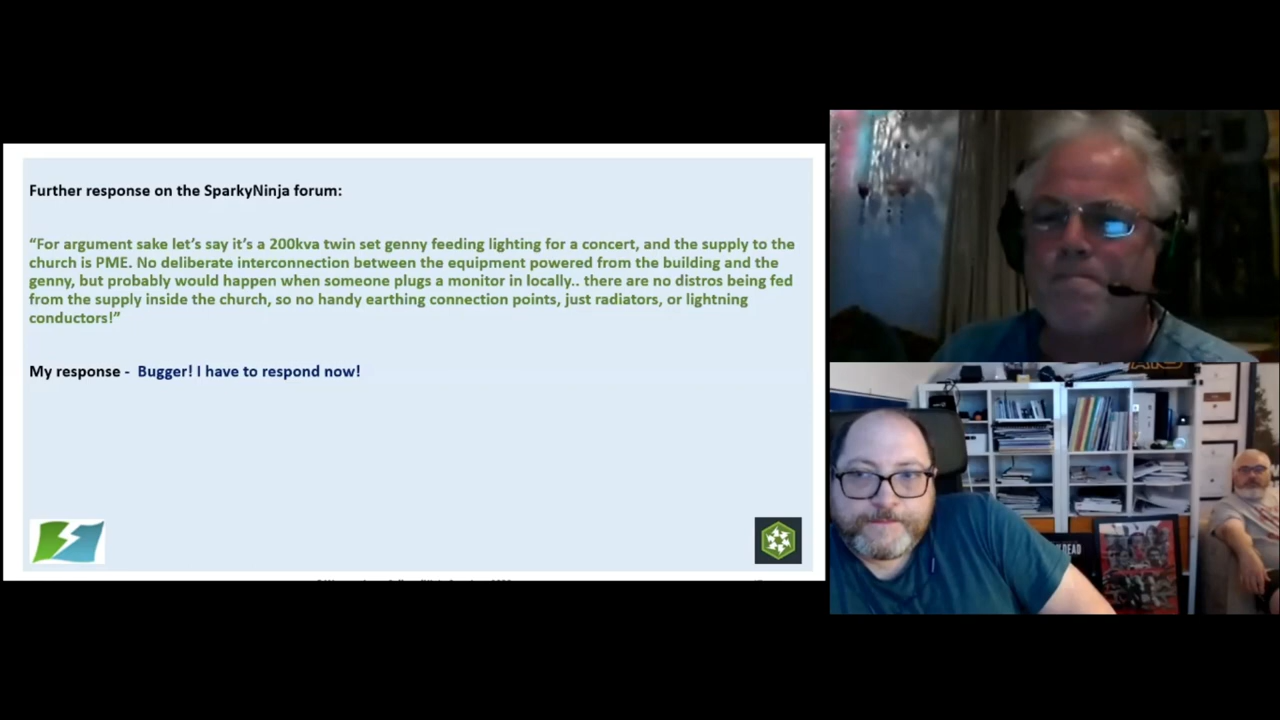 Further response on the SparkyNinja forum:
“For argument sake let’s say it’s a 200kva twin set genny feeding lighting for a concert, and the supply to the
church is PME. No deliberate interconnection between the equipment powered from the building and the
genny, but probably would happen when someone plugs a monitor in locally.. there are no distros being fed
from the supply inside the church, so no handy earthing connection points, just radiators, or lightning
conductors!”
My response - Bugger! I have to respond now!
DEAD